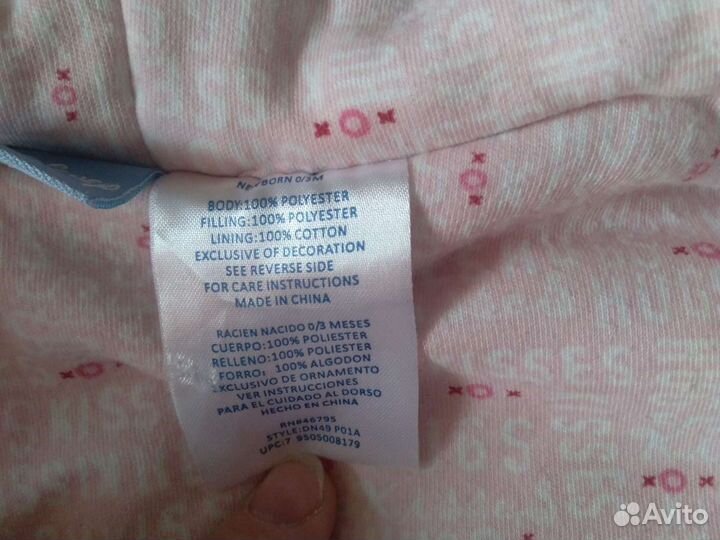 NEWBORN 0/3M
BODY:100% POLYESTER
FILLING:100% POLYESTER
LINING:100% COTTON
EXCLUSIVE OF DECORATION
SEE REVERSE SIDE
FOR CARE INSTRUCTIONS
MADE IN CHINA
RACIEN NACIDO 0/3 MESES
CUERPO:100% POLIESTER
RELLENO:100% POLIESTER
FORRO: 100% ALGODON
EXCLUSIVO DE ORNAMENTO
VER INSTRUCCIONES
PARA EL CUIDADO AL DORSO
HECHO EN CHINA
RN#46795
STYLE:DN49 P01A
UPC:7 9505008179
Avito